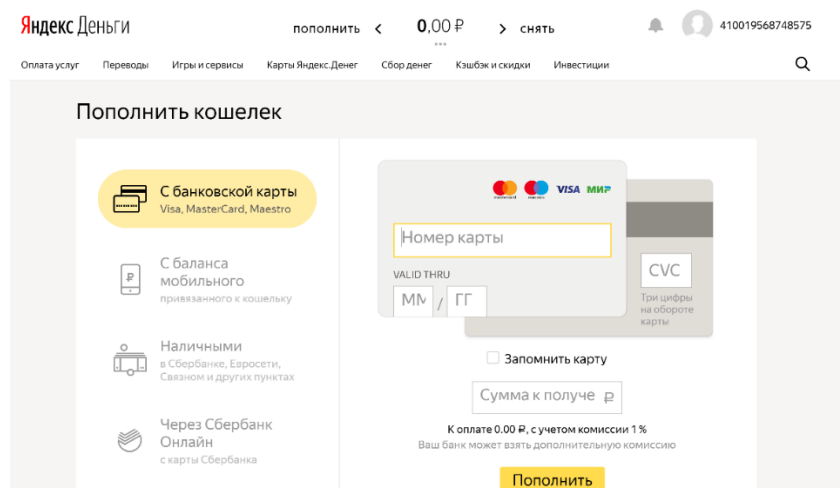 Яндекс Деньги
пополнить < 0,00 ₽ > снять
410019568748575
Оплата услуг Переводы Игры и сервисы Карты Яндекс.Денег Сбор денег Кэшбэк и скидки Инвестиции
Пополнить кошелек
С банковской карты
Visa, MasterCard, Maestro
С баланса
мобильного
привязанного к кошельку
Наличными
в Сбербанке, Евросети,
Связном и других пунктах
Через Сбербанк
Онлайн
с карты Сбербанка
VISA МИР
Номер карты
VALID THRU
ММ / ГГ
CVC
Три цифры
на обороте
карты
Запомнить карту
Сумма к получе ₽
К оплате 0.00 ₽, с учетом комиссии 1 %
Ваш банк может взять дополнительную комиссию
Пополнить